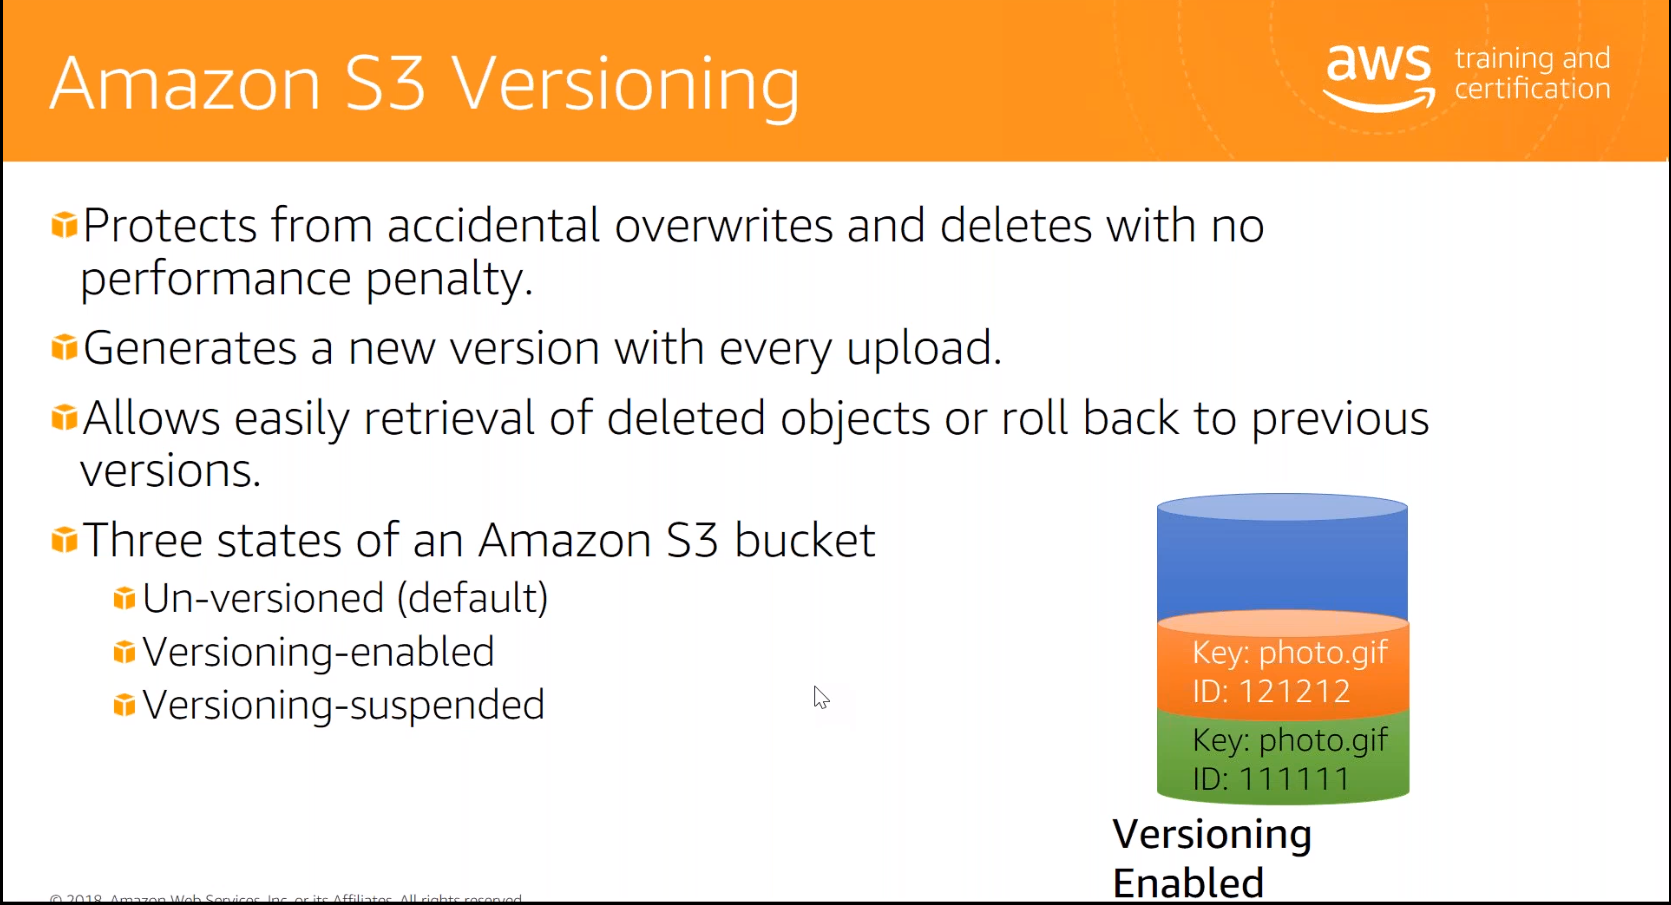 Amazon S3 Versioning
aws training and
certification
Protects from accidental overwrites and deletes with no
performance penalty.
Generates a new version with every upload.
Allows easily retrieval of deleted objects or roll back to previous
versions.
Three states of an Amazon S3 bucket
Un-versioned (default)
Versioning-enabled
Versioning-suspended
Key: photo.gif
ID: 121212
Key: photo.gif
ID: 111111
Versioning
Enabled
© 2018, Amazon Web Services, Inc. or its Affiliates. All rights reserved.